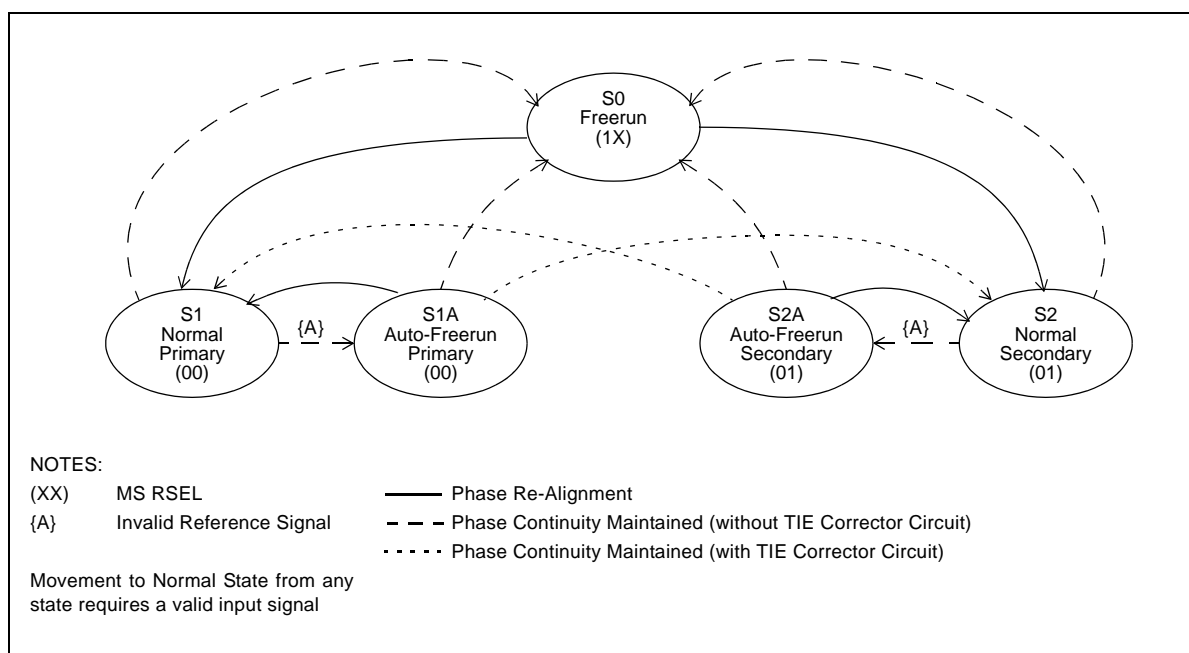 S0
Freerun
(1X)
S1
Normal
Primary
(00)
{A}
S1A
Auto-Freerun
Primary
(00)
S2A
Auto-Freerun
Secondary
(01)
{A}
S2
Normal
Secondary
(01)
NOTES:
(XX) MS RSEL
{A} Invalid Reference Signal
Movement to Normal State from any
state requires a valid input signal
Phase Re-Alignment
Phase Continuity Maintained (without TIE Corrector Circuit)
Phase Continuity Maintained (with TIE Corrector Circuit)